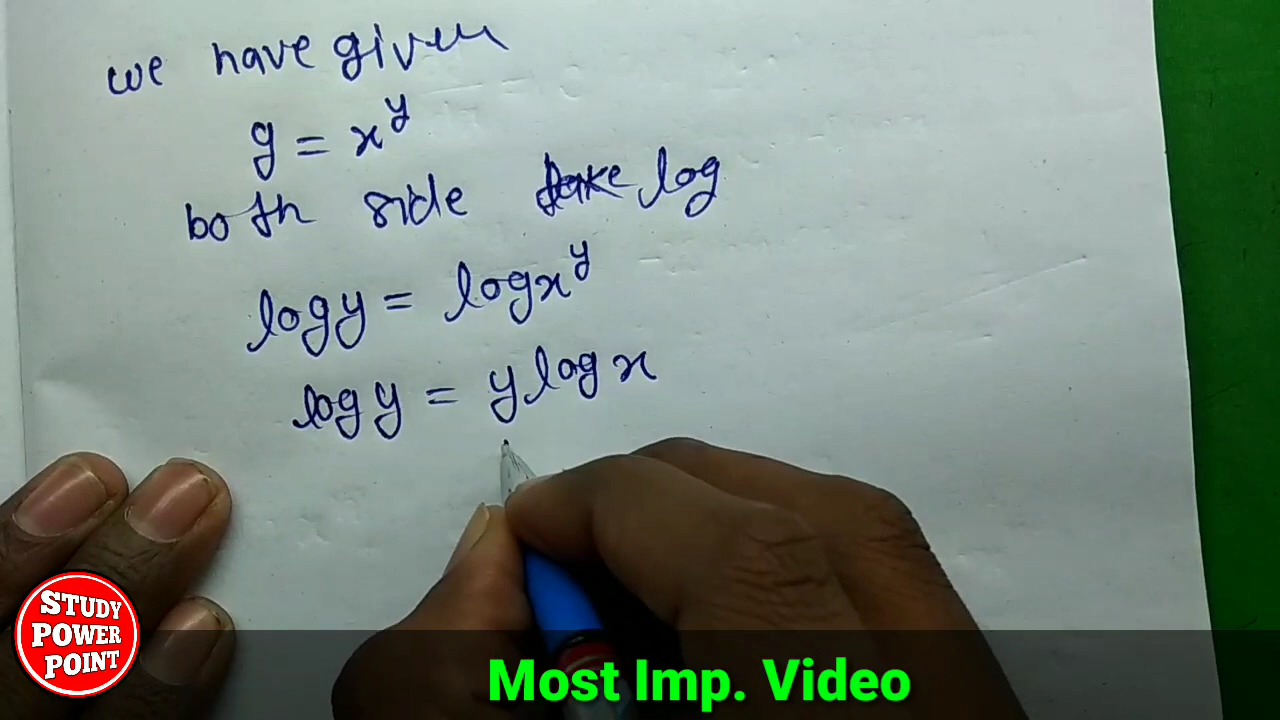 we have given
y = x^y
both side take log
log y = log x^y
log y = y log x
STUDY
POWER
POINT
Most Imp. Video